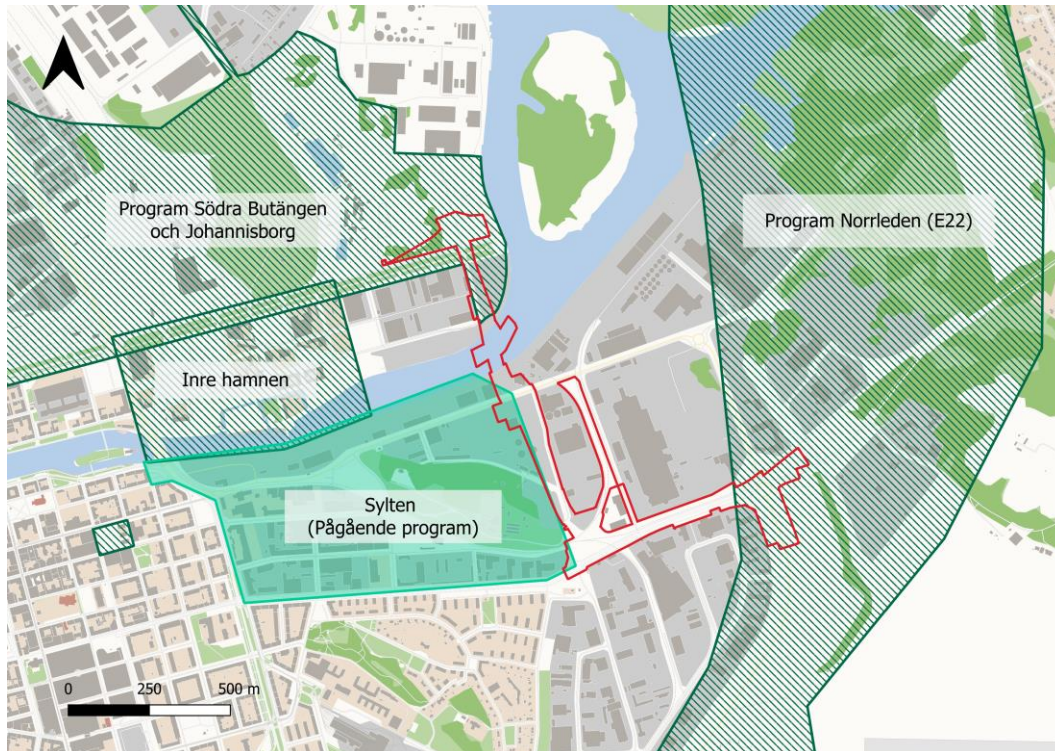 Program Södra Butängen
och Johannisborg
Program Norrleden (E22)
Inre hamnen
Sylten
(Pågående program)
0 250 500 m